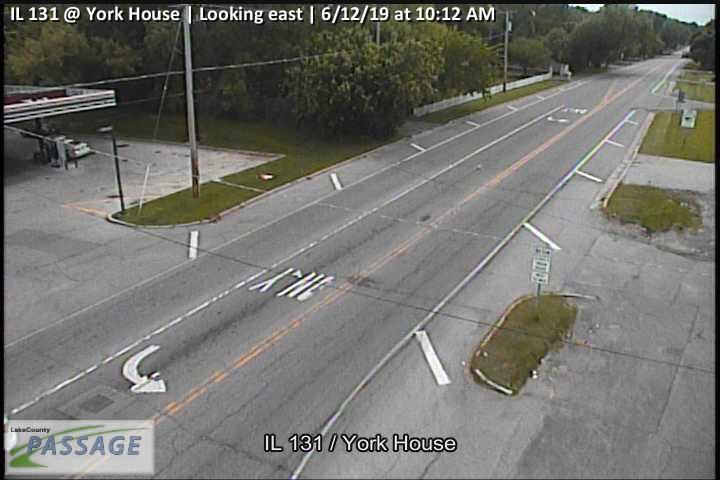 IL 131 @ York House | Looking east | 6/12/19 at 10:12 AM
ONLY
LakeCounty
PASSAGE
IL 131 / York House